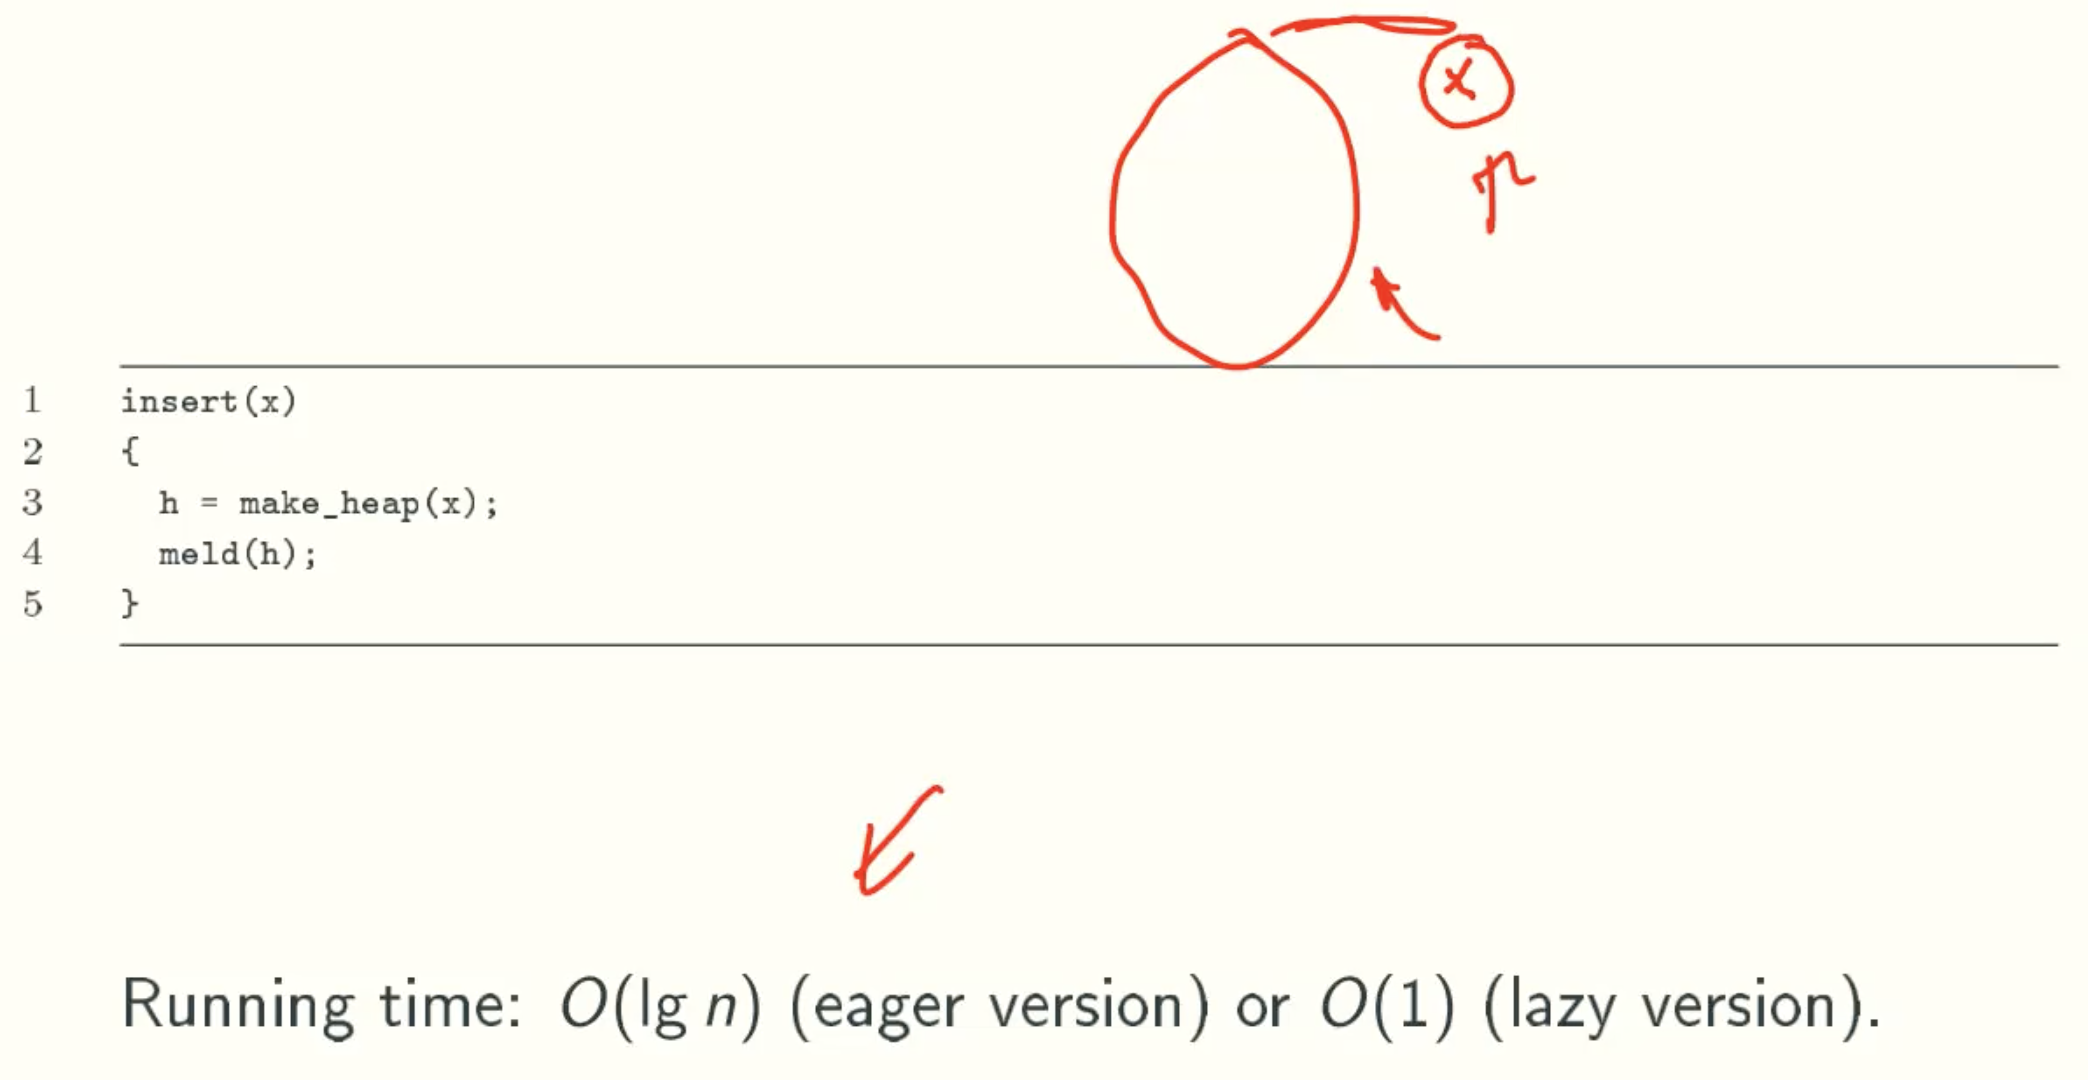 x
1 insert(x)
2 {
3 h = make_heap(x);
4 meld(h);
5 }
Running time: O(lg n) (eager version) or O(1) (lazy version).